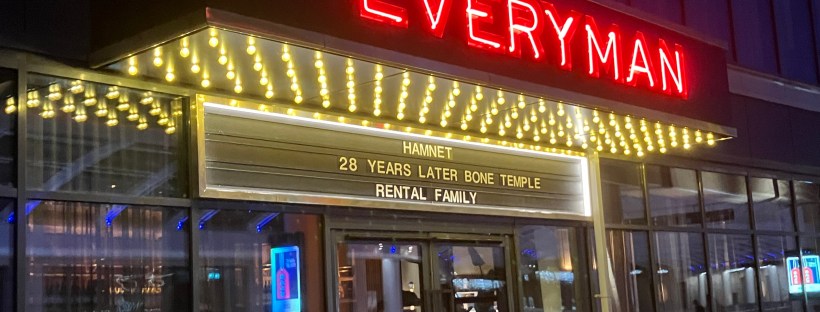 EVERYMAN
HAMNET
28 YEARS LATER BONE TEMPLE
RENTAL FAMILY